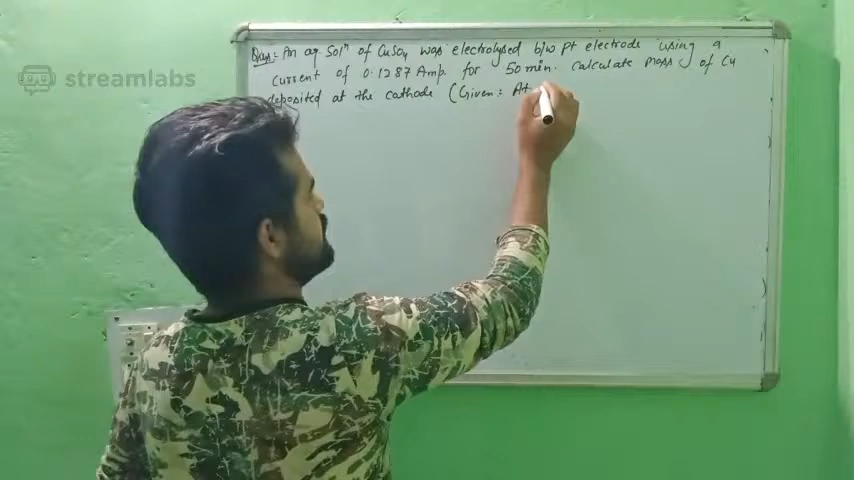 streamlabs
Ques:- An aq Solⁿ of CuSO4 was electrolysed b/w Pt electrode using a
current of 0.1287 Amp. for 50 min. calculate mass of Cu
deposited at the cathode (Given: At